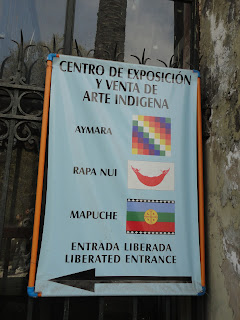 CENTRO DE EXPOSICIÓN
Y VENTA DE
ARTE INDIGENA
AYMARA
RAPA NUI
MAPUCHE
ENTRADA LIBERADA
LIBERATED ENTRANCE